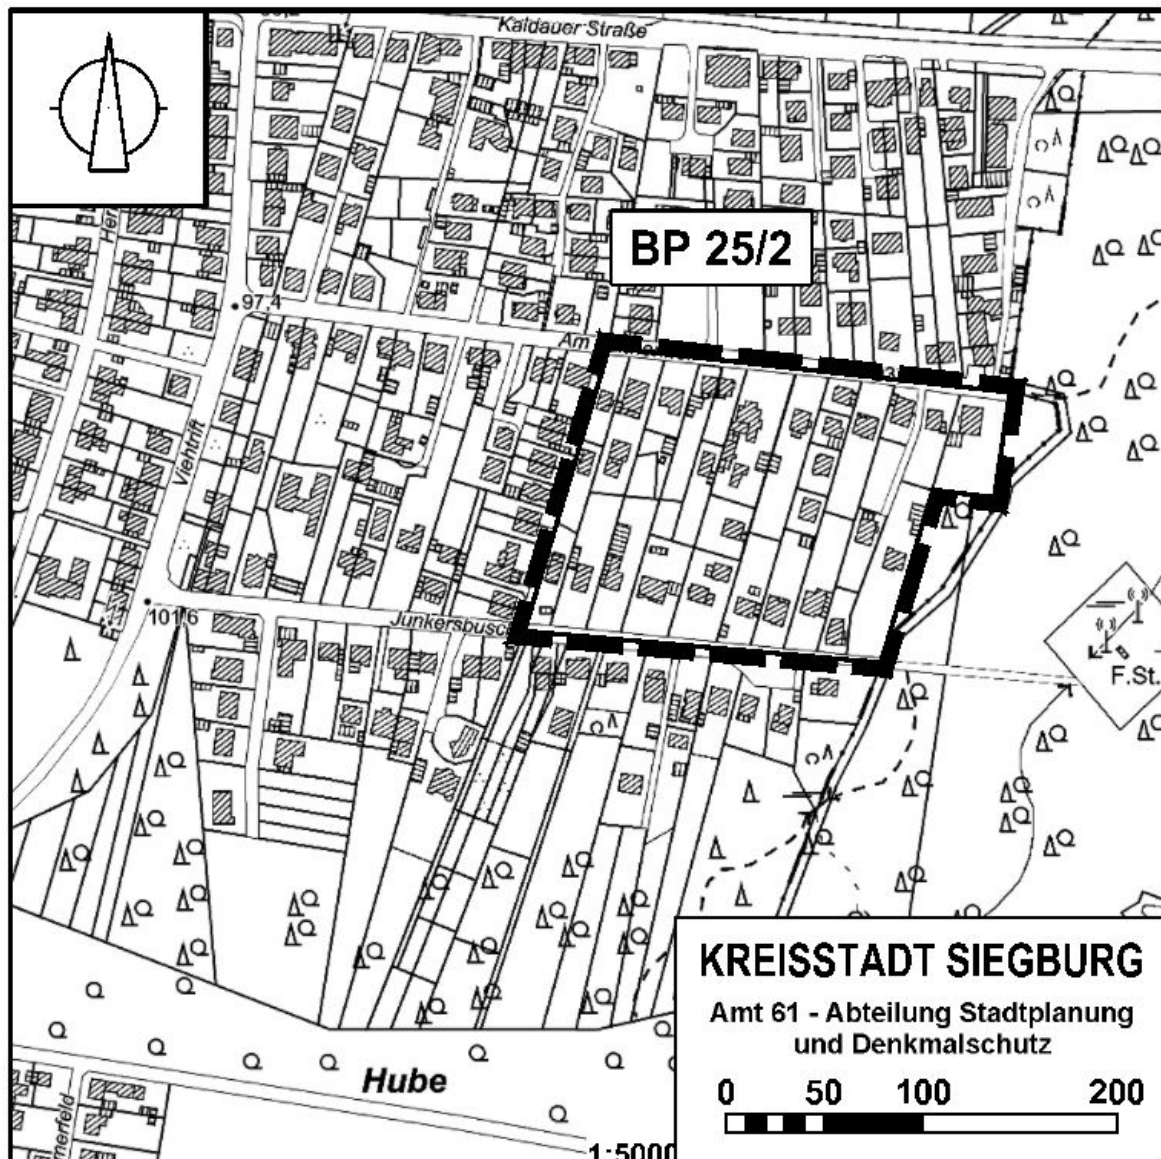 Kaldauer Straße
BP 25/2
97,4
Am
Viehtrift
101,6
Junkersbusch
F.St.
KREISSTADT SIEGBURG
Amt 61 - Abteilung Stadtplanung
und Denkmalschutz
0 50 100 200
Hube
1:5000